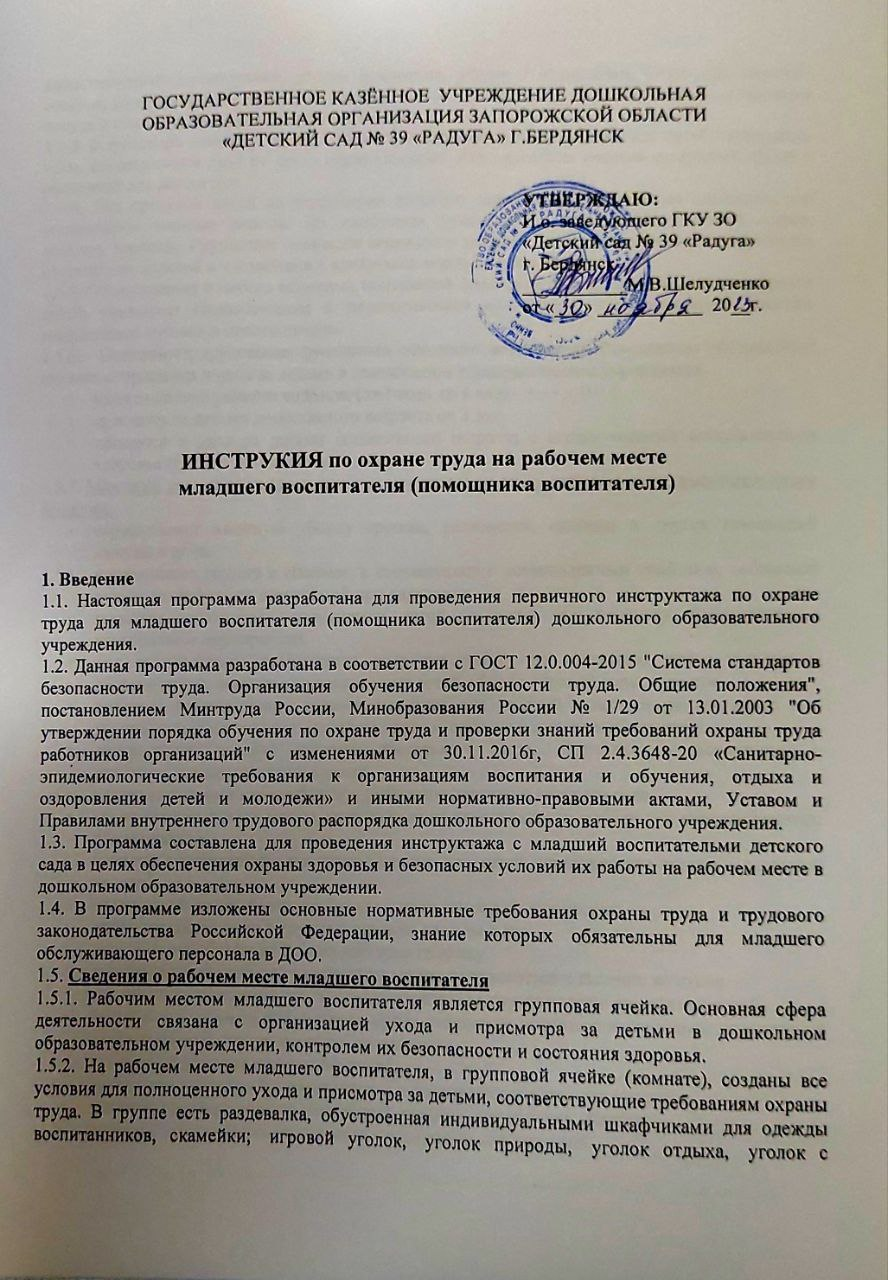 ГОСУДАРСТВЕННОЕ КАЗЁННОЕ УЧРЕЖДЕНИЕ ДОШКОЛЬНАЯ
ОБРАЗОВАТЕЛЬНАЯ ОРГАНИЗАЦИЯ ЗАПОРОЖСКОЙ ОБЛАСТИ
«ДЕТСКИЙ САД № 39 «РАДУГА» Г.БЕРДЯНСК
УТВЕРЖДАЮ:
И.о. заведующего ГКУ ЗО
«Детский сад № 39 «Радуга»
г. Бердянск
М.В.Шелудченко
от « 30 » ноября 2023г.
ИНСТРУКИЯ по охране труда на рабочем месте
младшего воспитателя (помощника воспитателя)
1. Введение
1.1. Настоящая программа разработана для проведения первичного инструктажа по охране
труда для младшего воспитателя (помощника воспитателя) дошкольного образовательного
учреждения.
1.2. Данная программа разработана в соответствии с ГОСТ 12.0.004-2015 "Система стандартов
безопасности труда. Организация обучения безопасности труда. Общие положения",
постановлением Минтруда России, Минобразования России № 1/29 от 13.01.2003 "Об
утверждении порядка обучения по охране труда и проверки знаний требований охраны труда
работников организаций" с изменениями от 30.11.2016г, СП 2.4.3648-20 «Санитарно-
эпидемиологические требования к организациям воспитания и обучения, отдыха и
оздоровления детей и молодежи» и иными нормативно-правовыми актами, Уставом и
Правилами внутреннего трудового распорядка дошкольного образовательного учреждения.
1.3. Программа составлена для проведения инструктажа с младший воспитательми детского
сада в целях обеспечения охраны здоровья и безопасных условий их работы на рабочем месте в
дошкольном образовательном учреждении.
1.4. В программе изложены основные нормативные требования охраны труда и трудового
законодательства Российской Федерации, знание которых обязательны для младшего
обслуживающего персонала в ДОО.
1.5. Сведения о рабочем месте младшего воспитателя
1.5.1. Рабочим местом младшего воспитателя является групповая ячейка. Основная сфера
деятельности связана с организацией ухода и присмотра за детьми в дошкольном
образовательном учреждении, контролем их безопасности и состояния здоровья.
1.5.2. На рабочем месте младшего воспитателя, в групповой ячейке (комнате), созданы все
условия для полноценного ухода и присмотра за детьми, соответствующие требованиям охраны
труда. В группе есть раздевалка, обустроенная индивидуальными шкафчиками для одежды
воспитанников, скамейки; игровой уголок, уголок природы, уголок отдыха, уголок с